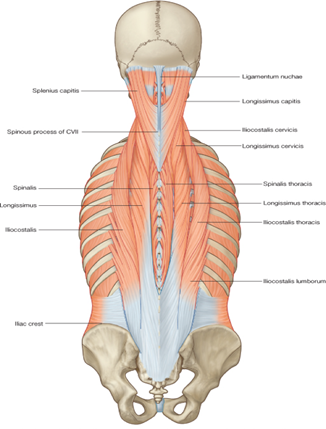 Ligamentum nuchae
Splenius capitis
Longissimus capitis
Spinous process of CVII
Iliocostalis cervicis
Longissimus cervicis
Spinalis
Spinalis thoracis
Longissimus
Longissimus thoracis
Iliocostalis thoracis
Iliocostalis
Iliocostalis lumborum
Iliac crest